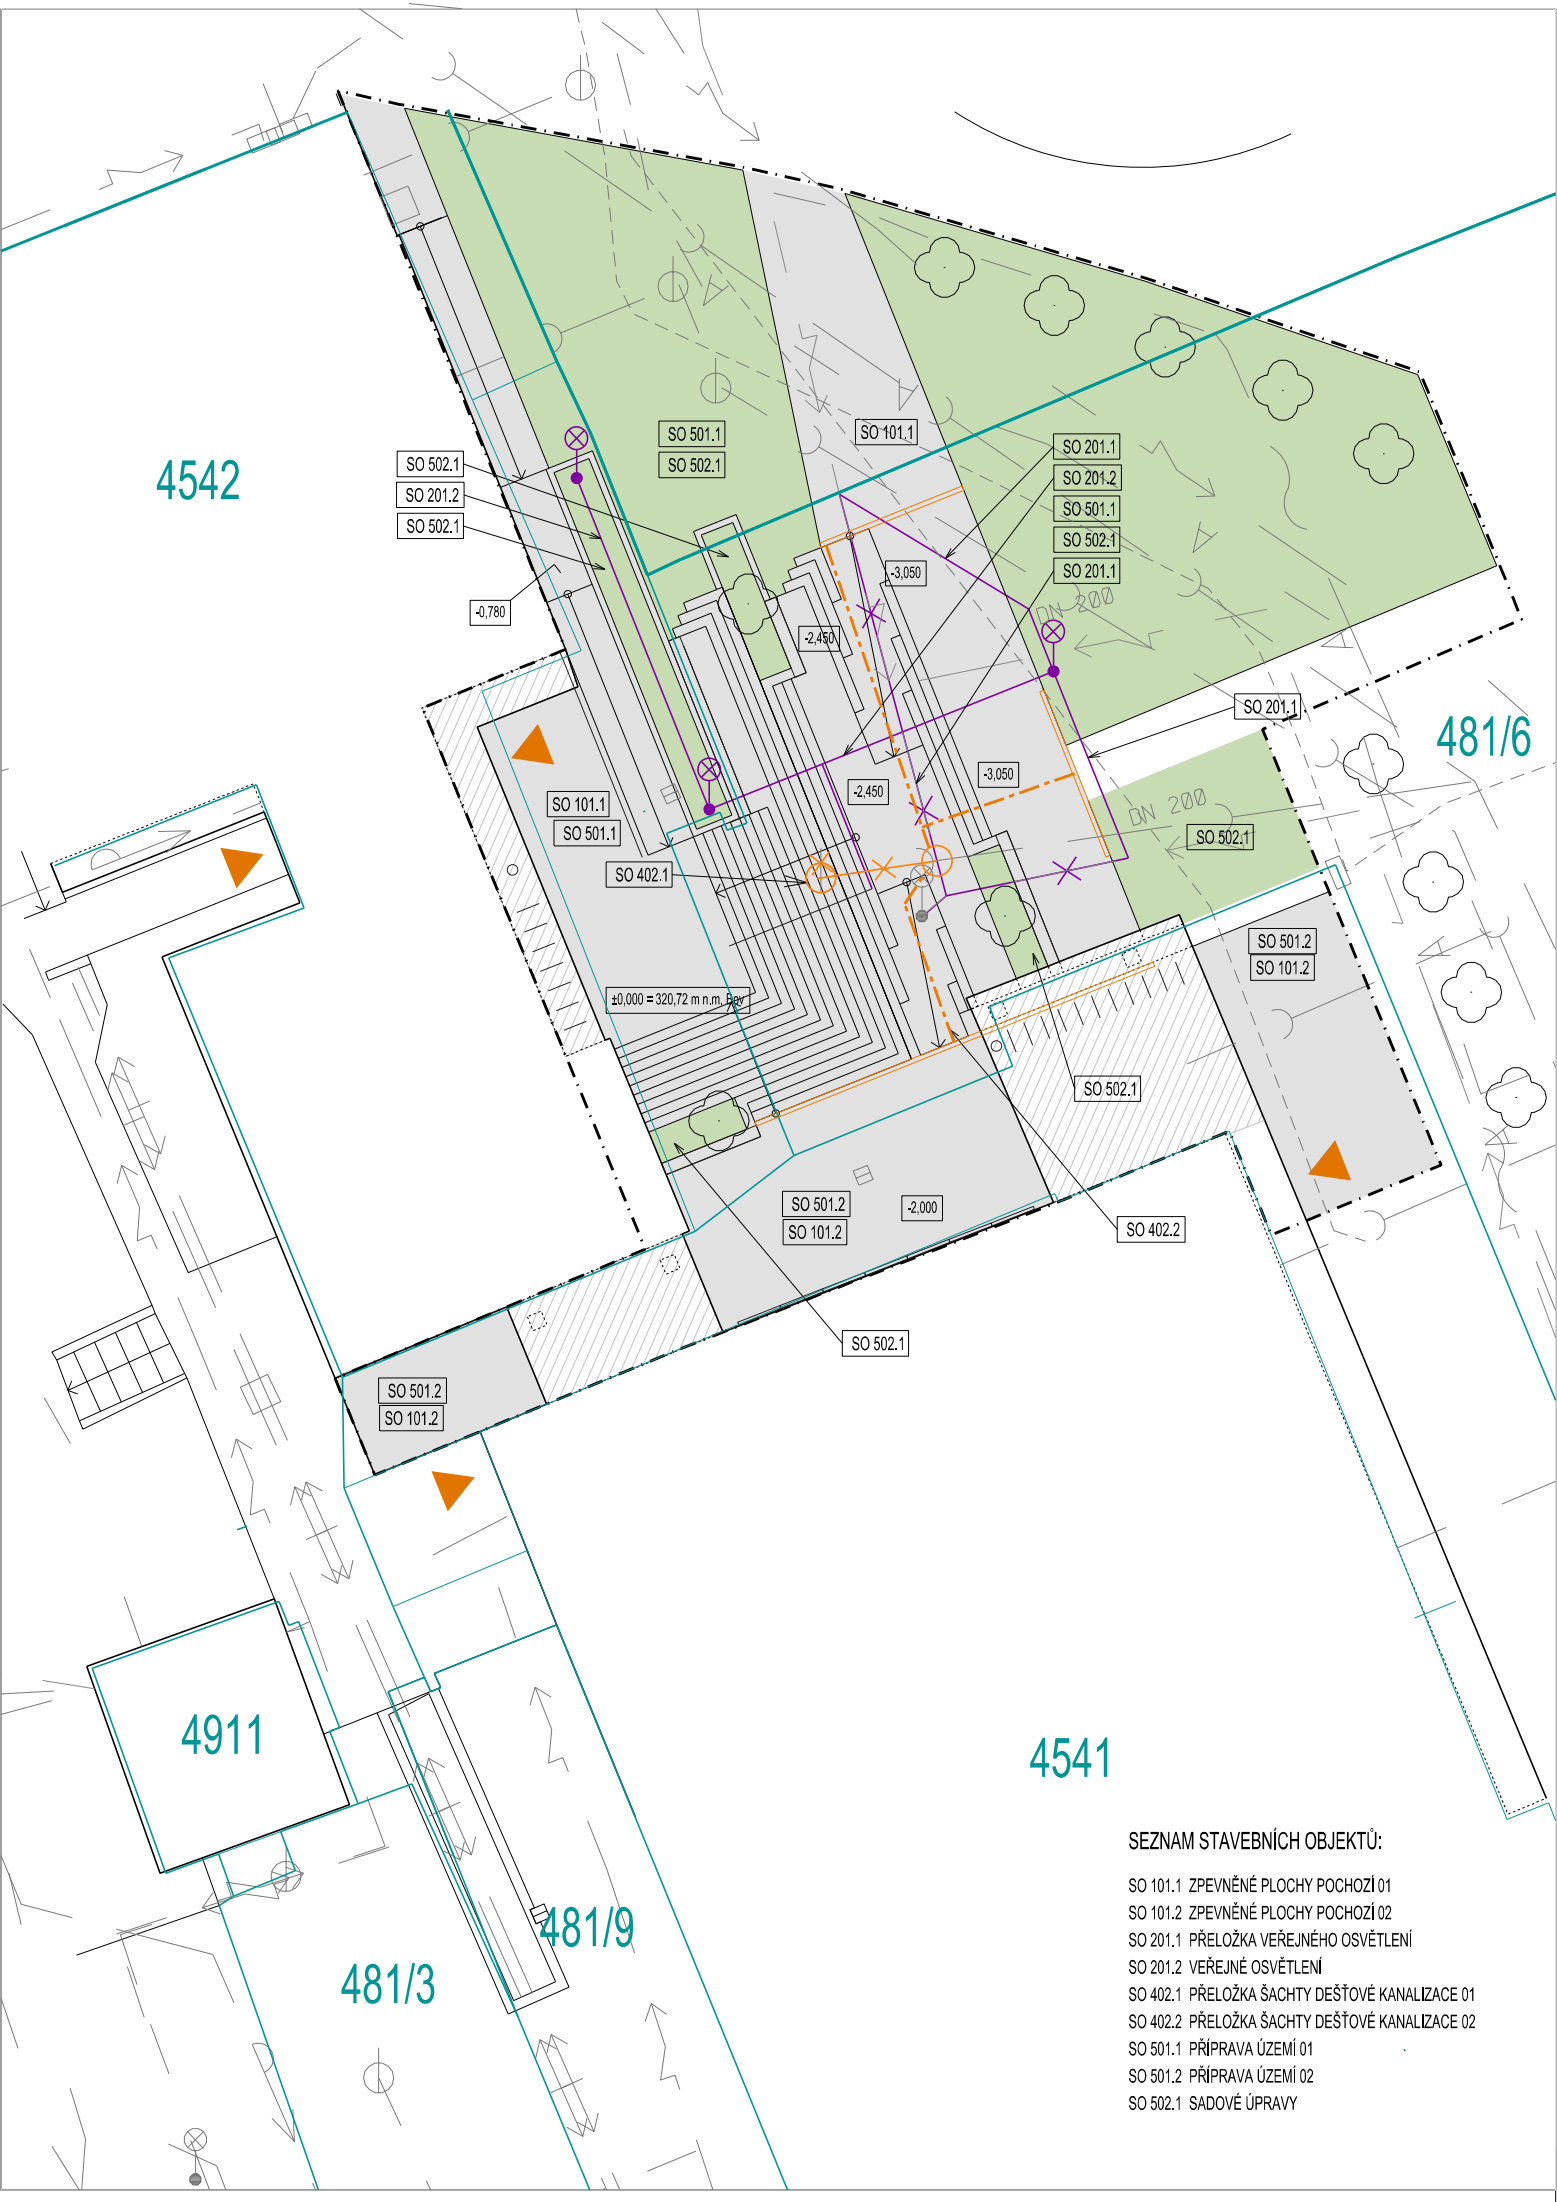 SO 501.1
SO 502.1
SO 101.1
SO 201.1
SO 201.2
SO 501.1
SO 502.1
SO 201.1
SO 502.1
SO 201.2
SO 502.1
4542
-3,050
DN 200
-0,780
-2,450
SO 201.1
481/6
-3,050
-2,450
SO 101.1
SO 501.1
DN 200
SO 502.1
SO 402.1
SO 501.2
SO 101.2
±0,000 = 320,72 m n.m. Bpv
SO 502.1
SO 501.2
SO 101.2
-2,000
SO 402.2
SO 502.1
SO 501.2
SO 101.2
4911
4541
481/9
481/3
SEZNAM STAVEBNÍCH OBJEKTŮ:
SO 101.1 ZPEVNĚNÉ PLOCHY POCHOZÍ 01
SO 101.2 ZPEVNĚNÉ PLOCHY POCHOZÍ 02
SO 201.1 PŘELOŽKA VEŘEJNÉHO OSVĚTLENÍ
SO 201.2 VEŘEJNÉ OSVĚTLENÍ
SO 402.1 PŘELOŽKA ŠACHTY DEŠŤOVÉ KANALIZACE 01
SO 402.2 PŘELOŽKA ŠACHTY DEŠŤOVÉ KANALIZACE 02
SO 501.1 PŘÍPRAVA ÚZEMÍ 01
SO 501.2 PŘÍPRAVA ÚZEMÍ 02
SO 502.1 SADOVÉ ÚPRAVY